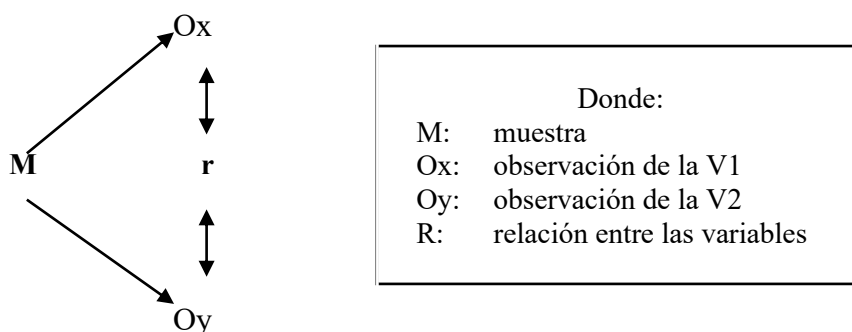 Ox
M
r
Oy
Donde:
M: muestra
Ox: observación de la V1
Oy: observación de la V2
R: relación entre las variables